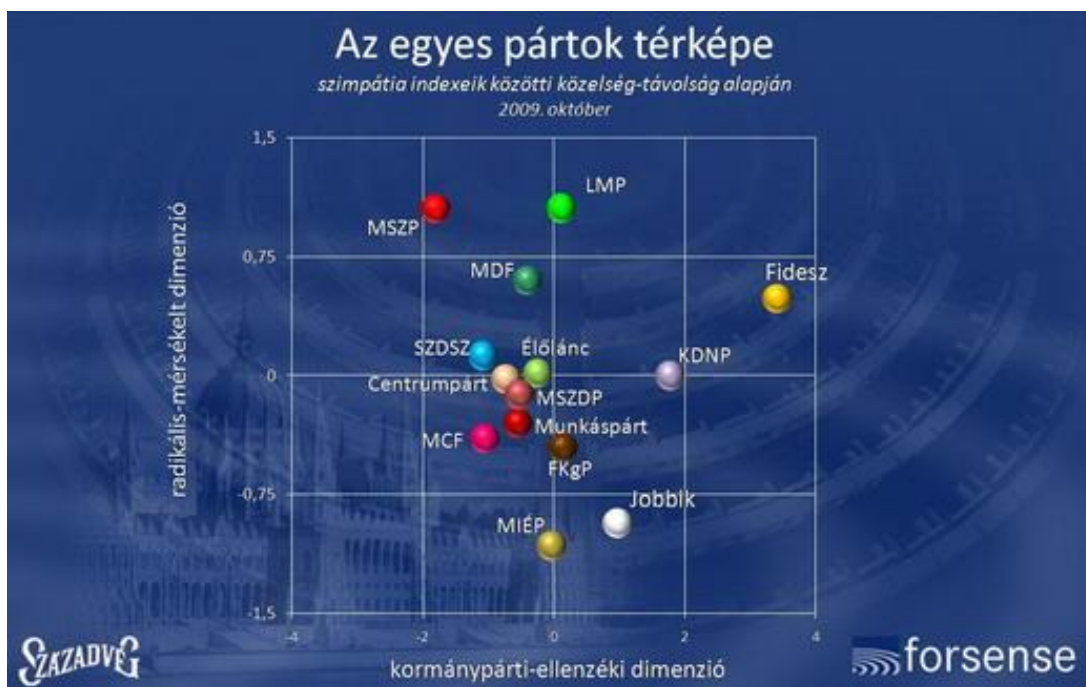 Az egyes pártok térképe
szimpátia indexeik közötti közelség-távolság alapján
2009. október
1,5
LMP
MSZP
0,75
MDF
Fidesz
SZDSZ
Élőlánc
KDNP
0
Centrumpárt
MSZDP
MCF
Munkáspárt
FKgP
-0,75
Jobbik
MIÉP
-1,5
-4
-2
0
2
4
radikális-mérsékelt dimenzió
kormánypárti-ellenzéki dimenzió
SZÁZADVÉG
forsense